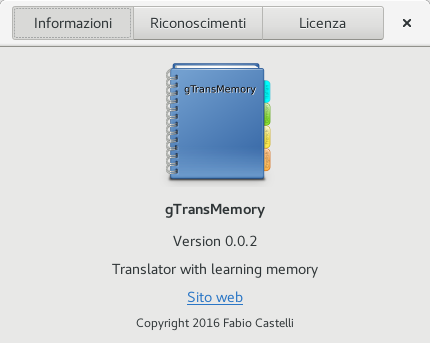 Informazioni Riconoscimenti Licenza
gTransMemory
gTransMemory
Version 0.0.2
Translator with learning memory
Sito web
Copyright 2016 Fabio Castelli